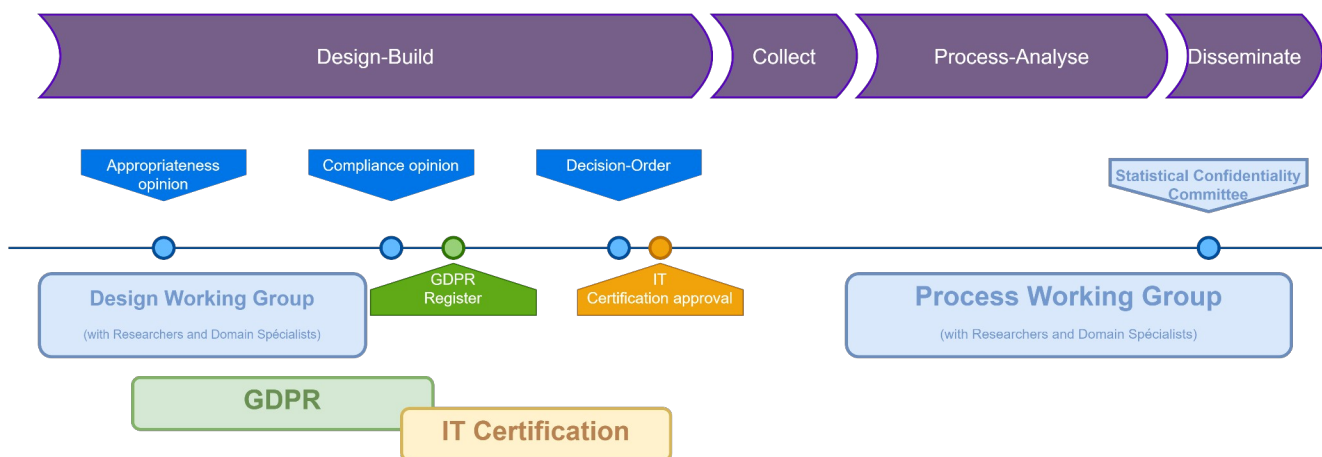 Design-Build
Collect
Process-Analyse
Disseminate
Appropriateness
opinion
Compliance opinion
Decision-Order
Statistical Confidentiality
Committee
GDPR
Register
IT
Certification approval
Design Working Group
(with Researchers and Domain Spécialists)
Process Working Group
(with Researchers and Domain Spécialists)
GDPR
IT Certification